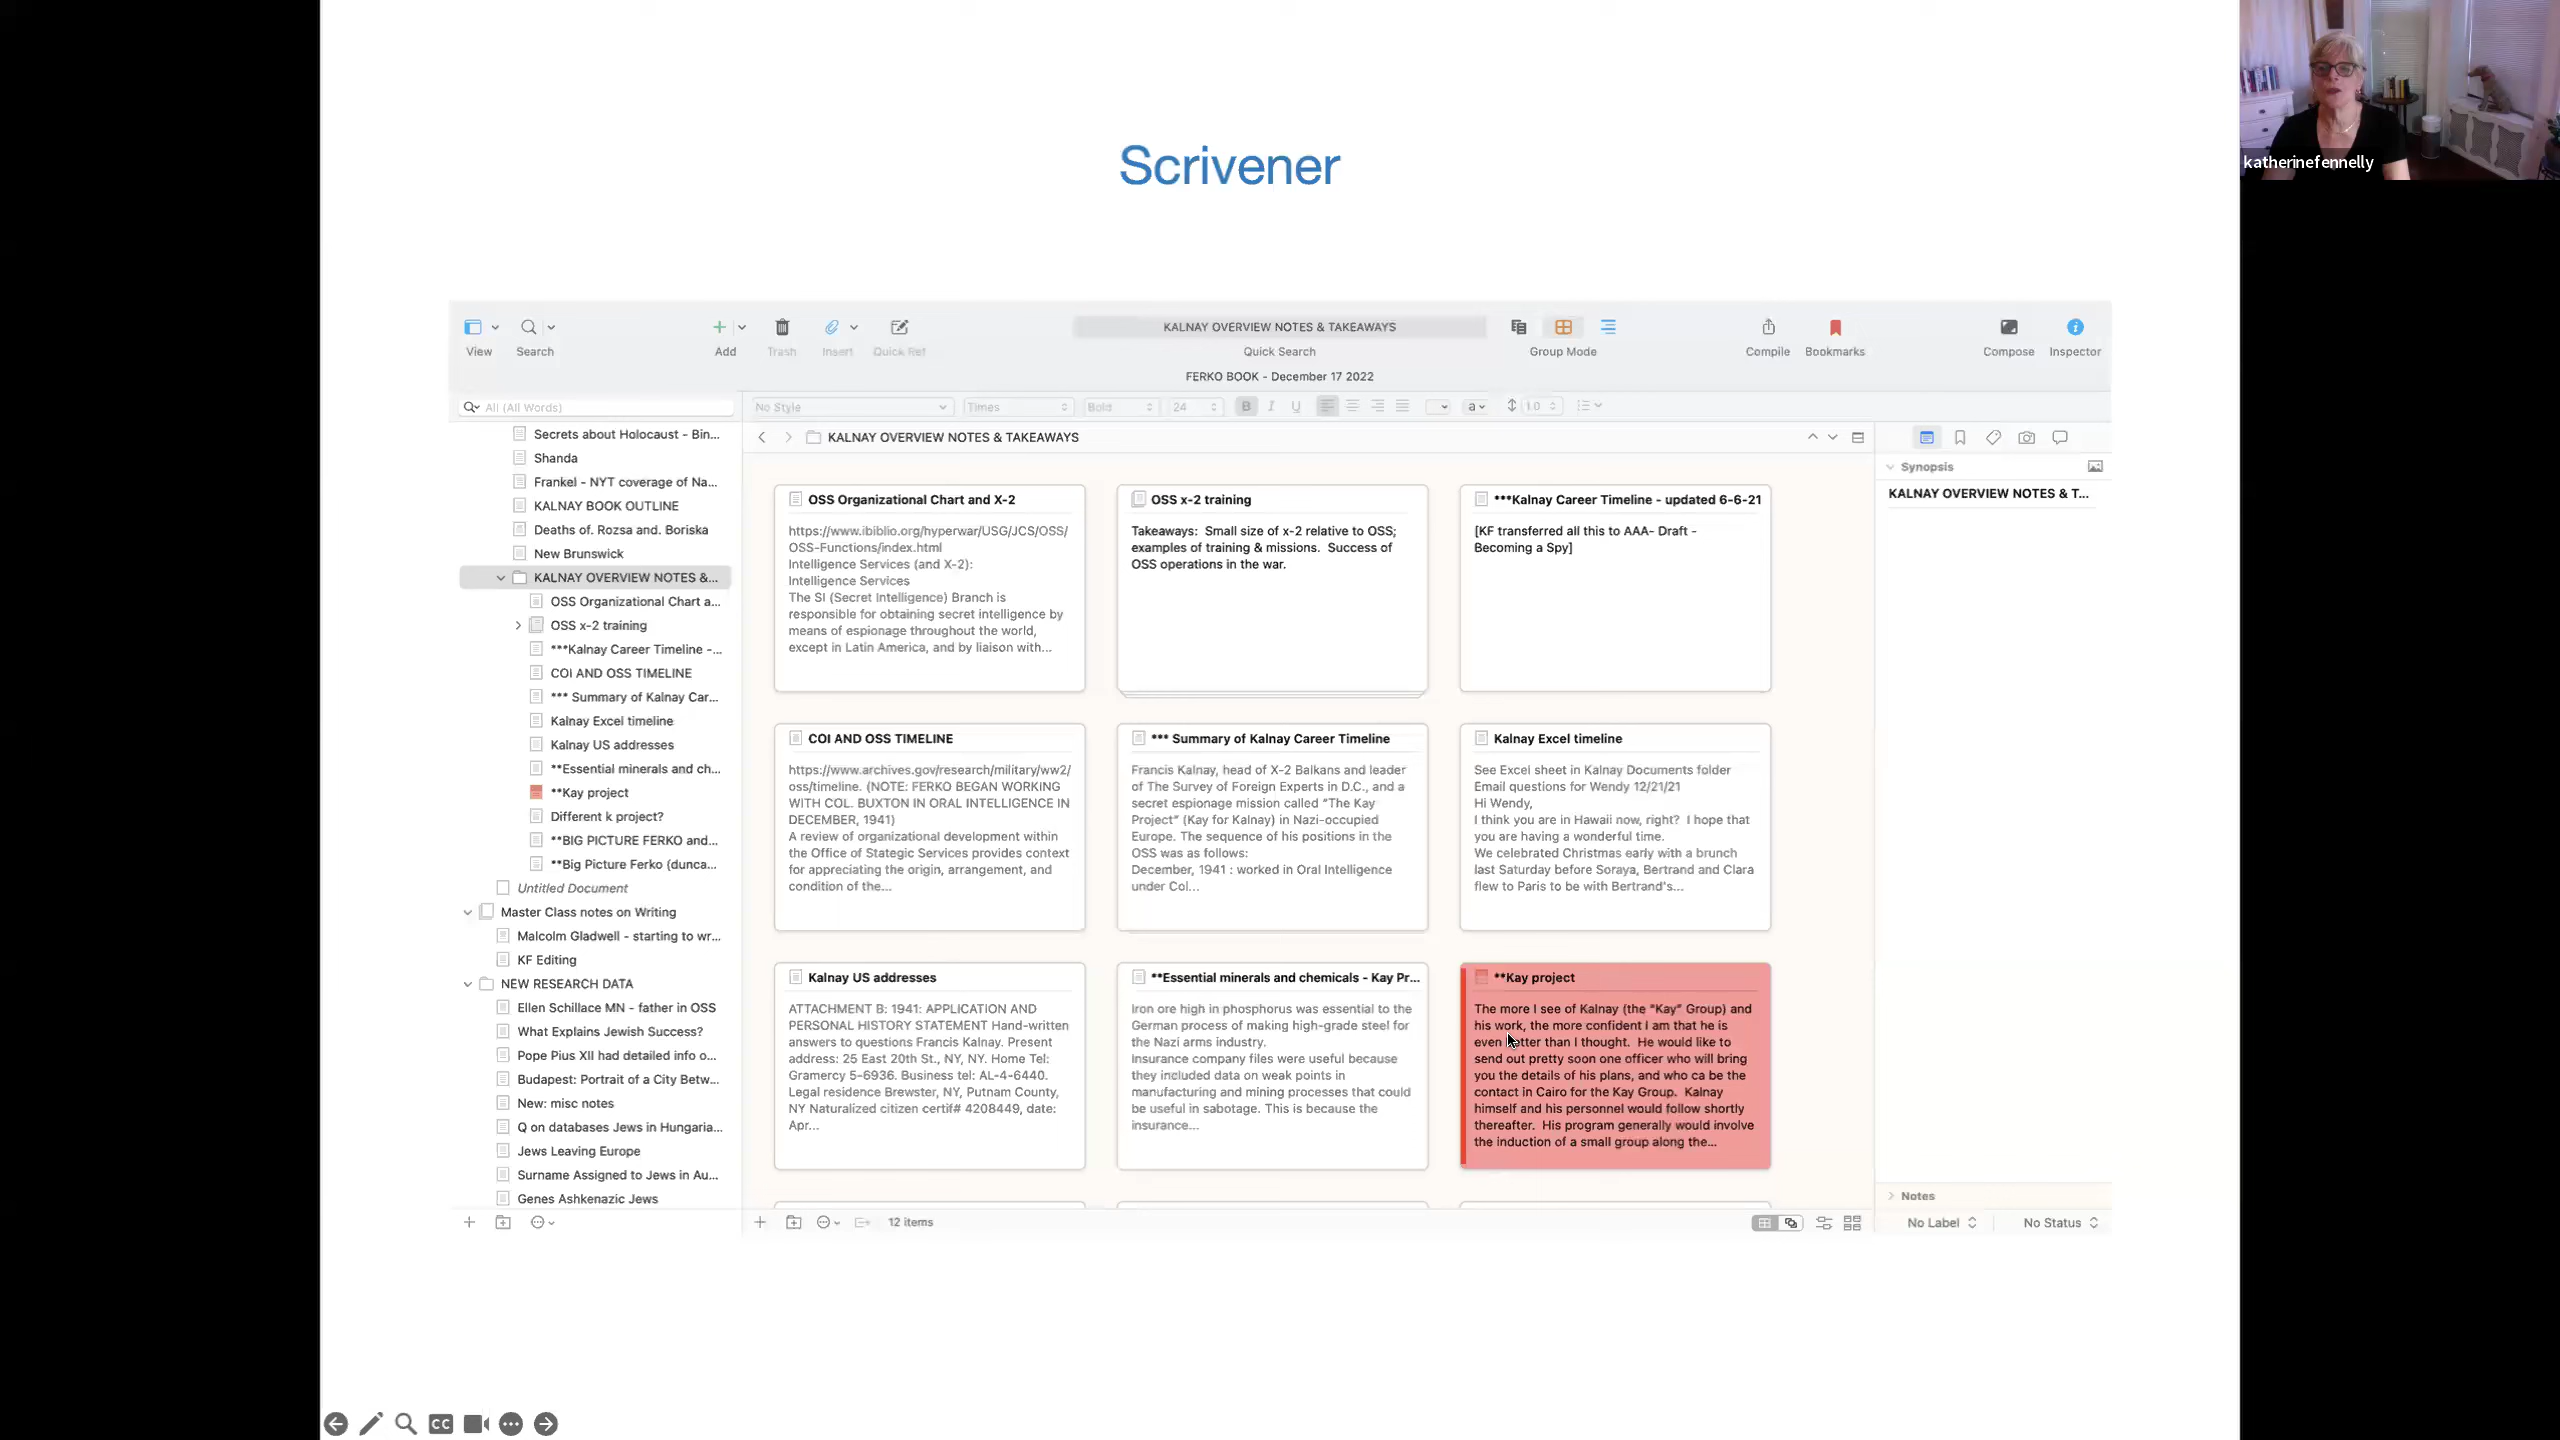 Scrivener
katherinefennelly
KALNAY OVERVIEW NOTES & TAKEAWAYS
View
Search
Add
Trash
Insert
Quick Ref
Quick Search
Group Mode
Compile
Bookmarks
Compose
Inspector
FERKO BOOK - December 17 2022
All (All Words)
No Style
Times
Bold
24
B
I
U
a
1.0
Secrets about Holocaust - Bin...
Shanda
Frankel - NYT coverage of Na...
KALNAY BOOK OUTLINE
Deaths of. Rozsa and. Boriska
New Brunswick
KALNAY OVERVIEW NOTES &...
OSS Organizational Chart a...
OSS x-2 training
***Kalnay Career Timeline -...
COI AND OSS TIMELINE
*** Summary of Kalnay Car...
Kalnay Excel timeline
Kalnay US addresses
**Essential minerals and ch...
**Kay project
Different k project?
**BIG PICTURE FERKO and...
**Big Picture Ferko (dunca...
Untitled Document
Master Class notes on Writing
Malcolm Gladwell - starting to wr...
KF Editing
NEW RESEARCH DATA
Ellen Schillace MN - father in OSS
What Explains Jewish Success?
Pope Pius XII had detailed info o...
Budapest: Portrait of a City Betw...
New: misc notes
Q on databases Jews in Hungaria...
Jews Leaving Europe
Surname Assigned to Jews in Au...
Genes Ashkenazic Jews
KALNAY OVERVIEW NOTES & TAKEAWAYS
OSS Organizational Chart and X-2
https://www.ibiblio.org/hyperwar/USG/JCS/OSS/
OSS-Functions/index.html
Intelligence Services (and X-2):
Intelligence Services
The SI (Secret Intelligence) Branch is
responsible for obtaining secret intelligence by
means of espionage throughout the world,
except in Latin America, and by liaison with...
OSS x-2 training
Takeaways:  Small size of x-2 relative to OSS;
examples of training & missions.  Success of
OSS operations in the war.
***Kalnay Career Timeline - updated 6-6-21
[KF transferred all this to AAA- Draft -
Becoming a Spy]
COI AND OSS TIMELINE
https://www.archives.gov/research/military/ww2/
oss/timeline. (NOTE: FERKO BEGAN WORKING
WITH COL. BUXTON IN ORAL INTELLIGENCE IN
DECEMBER, 1941)
A review of organizational development within
the Office of Stategic Services provides context
for appreciating the origin, arrangement, and
condition of the...
*** Summary of Kalnay Career Timeline
Francis Kalnay, head of X-2 Balkans and leader
of The Survey of Foreign Experts in D.C., and a
secret espionage mission called "The Kay
Project" (Kay for Kalnay) in Nazi-occupied
Europe. The sequence of his positions in the
OSS was as follows:
December, 1941 : worked in Oral Intelligence
under Col...
Kalnay Excel timeline
See Excel sheet in Kalnay Documents folder
Email questions for Wendy 12/21/21
Hi Wendy,
I think you are in Hawaii now, right?  I hope that
you are having a wonderful time.
We celebrated Christmas early with a brunch
last Saturday before Soraya, Bertrand and Clara
flew to Paris to be with Bertrand's...
Kalnay US addresses
ATTACHMENT B: 1941: APPLICATION AND
PERSONAL HISTORY STATEMENT Hand-written
answers to questions Francis Kalnay. Present
address: 25 East 20th St., NY, NY. Home Tel:
Gramercy 5-6936. Business tel: AL-4-6440.
Legal residence Brewster, NY, Putnam County,
NY Naturalized citizen certif# 4208449, date:
Apr...
**Essential minerals and chemicals - Kay Pr...
Iron ore high in phosphorus was essential to the
German process of making high-grade steel for
the Nazi arms industry.
Insurance company files were useful because
they included data on weak points in
manufacturing and mining processes that could
be useful in sabotage. This is because the
insurance...
**Kay project
The more I see of Kalnay (the "Kay" Group) and
his work, the more confident I am that he is
even better than I thought.  He would like to
send out pretty soon one officer who will bring
you the details of his plans, and who ca be the
contact in Cairo for the Kay Group.  Kalnay
himself and his personnel would follow shortly
thereafter.  His program generally would involve
the induction of a small group along the...
12 items
Synopsis
KALNAY OVERVIEW NOTES & T...
Notes
No Label
No Status
CC